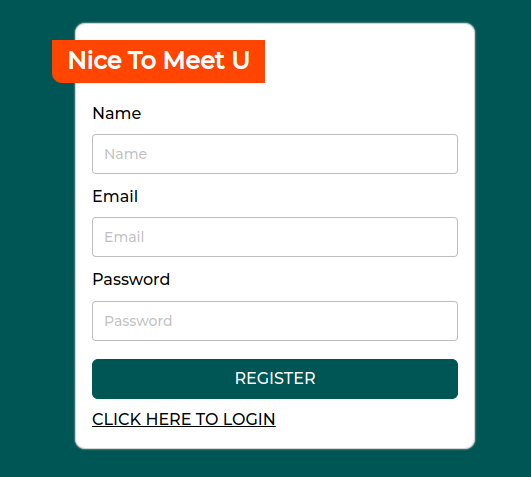 Nice To Meet U
Name
Name
Email
Email
Password
Password
REGISTER
CLICK HERE TO LOGIN